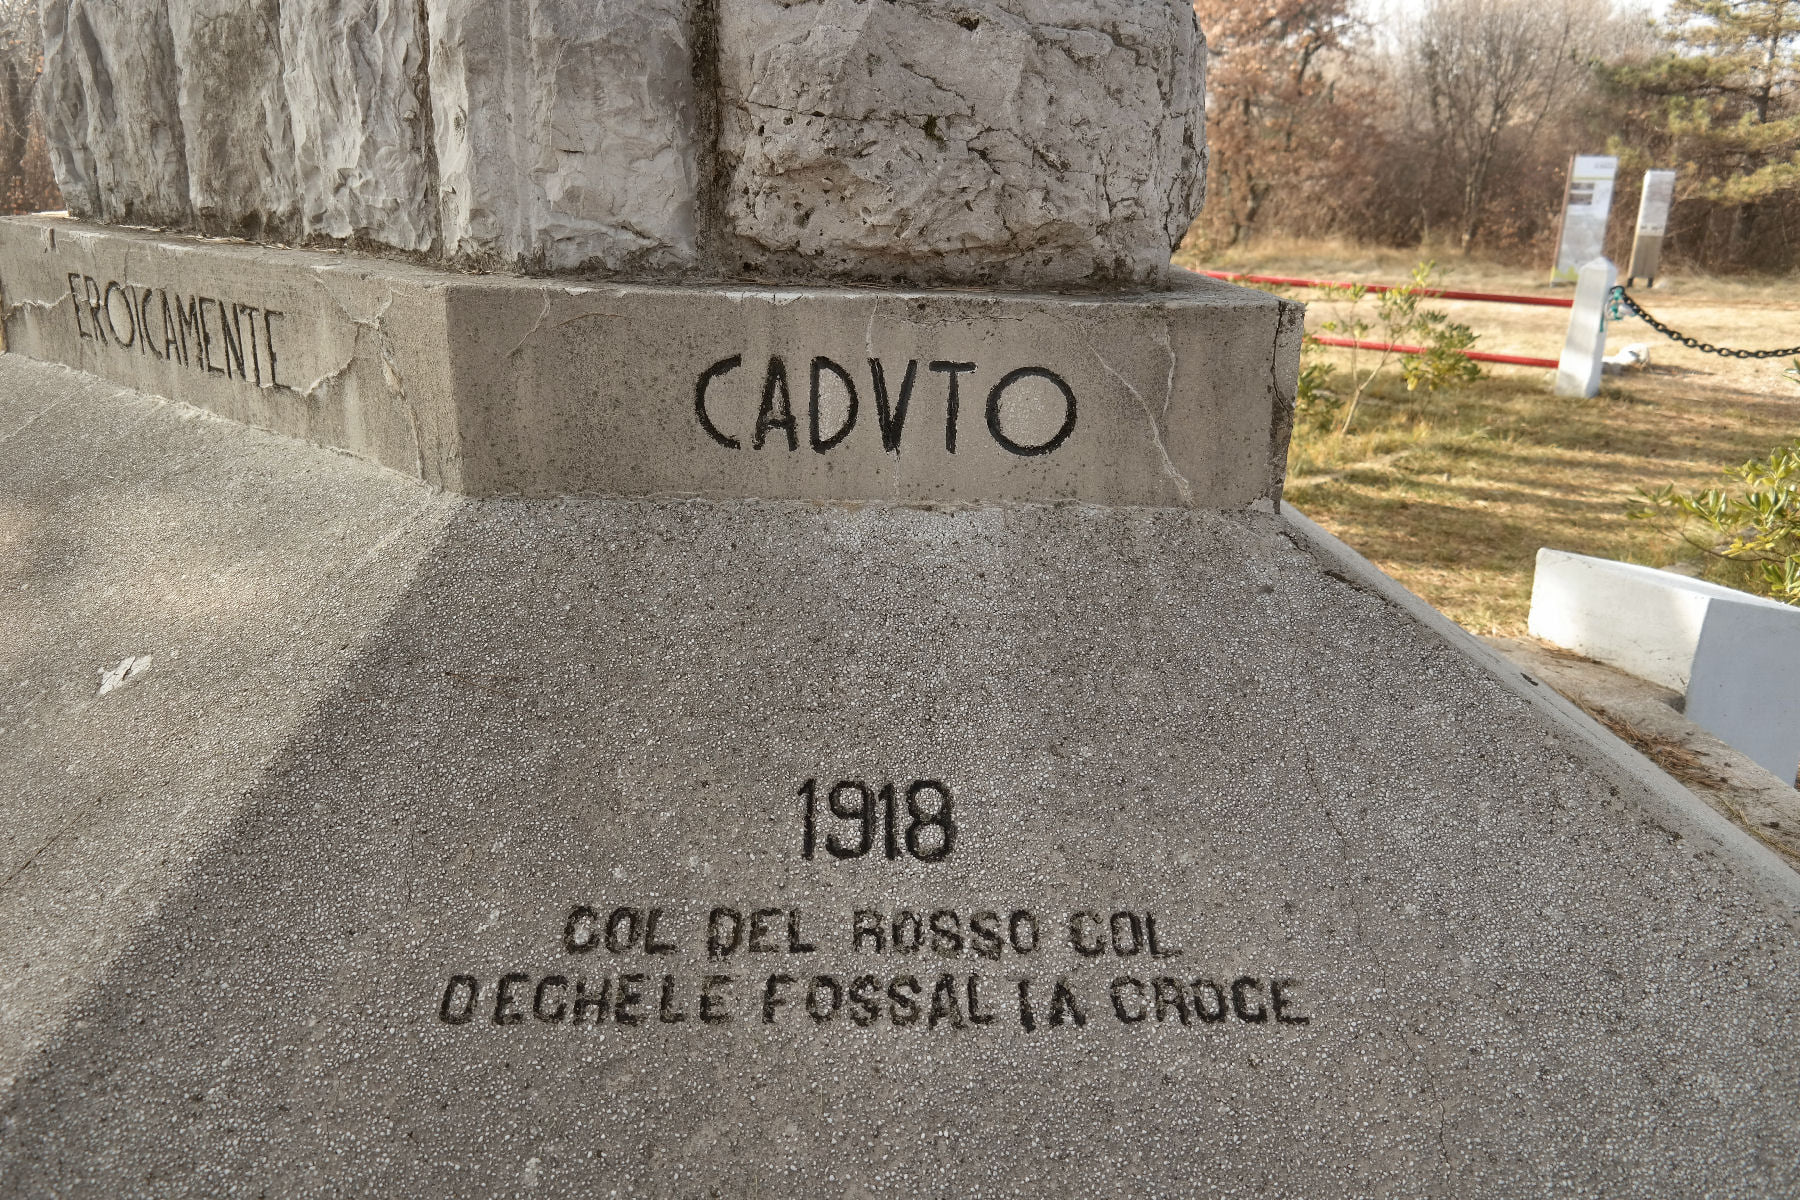 EROICAMENTE
CADVTO
1918
COL DEL ROSSO COL
DECHELE FOSSALTA CROCE